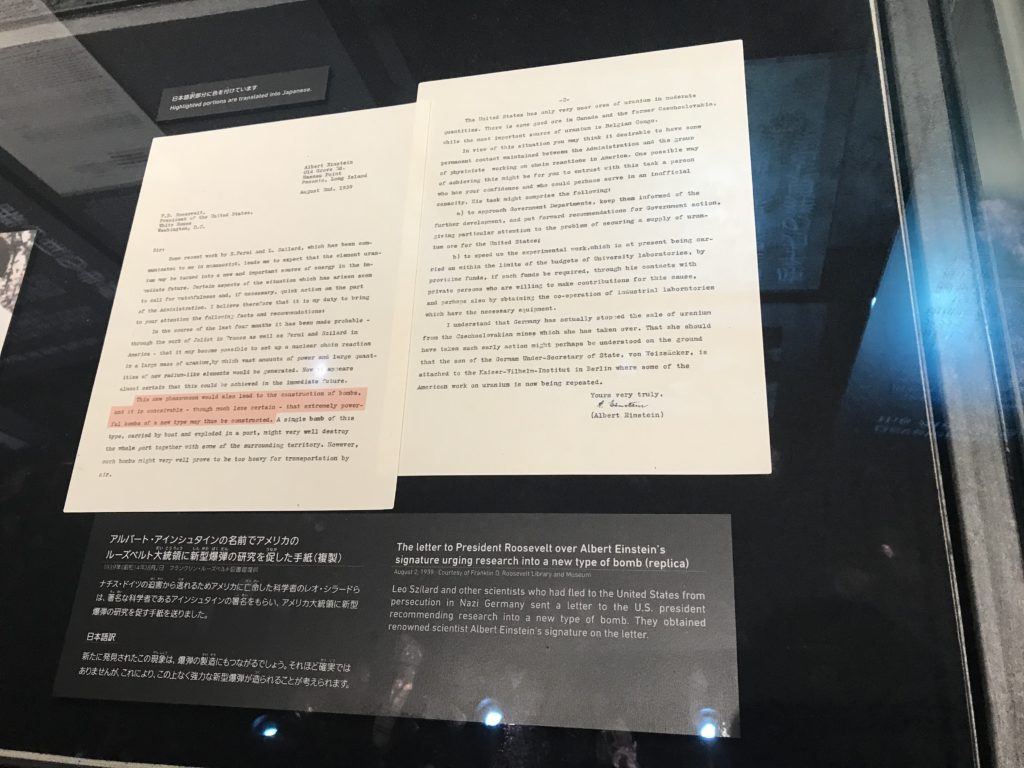 日本語訳部分に色を付けています
Highlighted portions are translated into Japanese.
Albert Einstein
Old Grove Rd.
Nassau Point
Peconic, Long Island
August 2nd, 1939
F.D. Roosevelt,
President of the United States,
White House
Washington, D.C.
Sir:
Some recent work by E.Fermi and L. Szilard, which has been com-
municated to me in manuscript, leads me to expect that the element uran-
ium may be turned into a new and important source of energy in the im-
mediate future. Certain aspects of the situation which has arisen seem
to call for watchfulness and, if necessary, quick action on the part
of the Administration. I believe therefore that it is my duty to bring
to your attention the following facts and recommendations:
In the course of the last four months it has been made probable -
through the work of Joliot in France as well as Fermi and Szilard in
America - that it may become possible to set up a nuclear chain reaction
in a large mass of uranium,by which vast amounts of power and large quant-
ities of new radium-like elements would be generated. Now it appears
almost certain that this could be achieved in the immediate future.
This new phenomenon would also lead to the construction of bombs,
and it is conceivable - though much less certain - that extremely power-
ful bombs of a new type may thus be constructed. A single bomb of this
type, carried by boat and exploded in a port, might very well destroy
the whole port together with some of the surrounding territory. However,
such bombs might very well prove to be too heavy for transportation by
air.
-2-
The United States has only very poor ores of uranium in moderate
quantities. There is some good ore in Canada and the former Czechoslovakia,
while the most important source of uranium is Belgian Congo.
In view of this situation you may think it desirable to have some
permanent contact maintained between the Administration and the group
of physicists working on chain reactions in America. One possible way
of achieving this might be for you to entrust with this task a person
who has your confidence and who could perhaps serve in an inofficial
capacity. His task might comprise the following:
a) to approach Government Departments, keep them informed of the
further development, and put forward recommendations for Government action,
giving particular attention to the problem of securing a supply of uran-
ium ore for the United States;
b) to speed up the experimental work,which is at present being car-
ried on within the limits of the budgets of University laboratories, by
providing funds, if such funds be required, through his contacts with
private persons who are willing to make contributions for this cause,
and perhaps also by obtaining the co-operation of industrial laboratories
which have the necessary equipment.
I understand that Germany has actually stopped the sale of uranium
from the Czechoslovakian mines which she has taken over. That she should
have taken such early action might perhaps be understood on the ground
that the son of the German Under-Secretary of State, von Weizsäcker, is
attached to the Kaiser-Wilhelm-Institut in Berlin where some of the
American work on uranium is now being repeated.
Yours very truly,
A. Einstein
(Albert Einstein)
アルバート・アインシュタインの名前でアメリカの
ルーズベルト大統領に新型爆弾の研究を促した手紙(複製)
1939年(昭和14年)8月2日 フランクリン・ルーズベルト図書館提供
ナチス・ドイツの迫害から逃れるためアメリカに亡命した科学者のレオ・シラードら
は、著名な科学者であるアインシュタインの署名をもらい、アメリカ大統領に新型
爆弾の研究を促す手紙を送りました。
日本語訳
新たに発見されたこの現象は、爆弾の製造にもつながるでしょう。それほど確実では
ありませんが、これにより、この上なく強力な新型爆弾が造られることが考えられます。
The letter to President Roosevelt over Albert Einstein's
signature urging research into a new type of bomb (replica)
August 2, 1939 Courtesy of Franklin D. Roosevelt Library and Museum
Leo Szilard and other scientists who had fled to the United States from
persecution in Nazi Germany sent a letter to the U.S. president
recommending research into a new type of bomb. They obtained
renowned scientist Albert Einstein's signature on the letter.